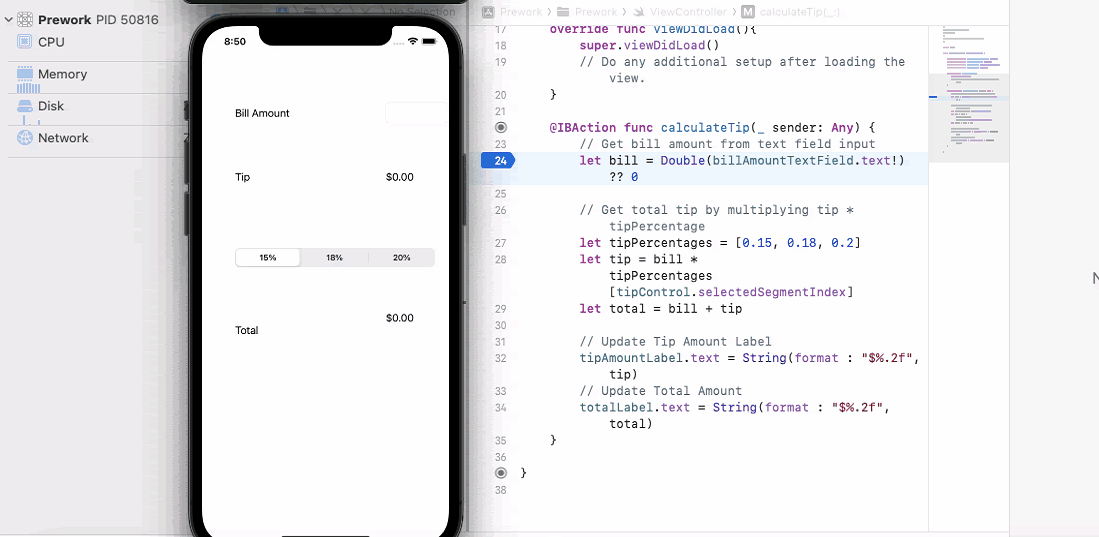 Prework PID 50816
CPU
Memory
Disk
Network
8:50
Bill Amount
Tip
$0.00
15%
18%
20%
$0.00
Total
No Selection
Prework
Prework
ViewController
M calculateTip(_:)
17 override func viewDidLoad(){
18 super.viewDidLoad()
19 // Do any additional setup after loading the
view.
20 }
21
@IBAction func calculateTip(_ sender: Any) {
23 // Get bill amount from text field input
24 let bill = Double(billAmountTextField.text!)
?? 0
25
26 // Get total tip by multiplying tip *
tipPercentage
27 let tipPercentages = [0.15, 0.18, 0.2]
28 let tip = bill *
tipPercentages
[tipControl.selectedSegmentIndex]
29 let total = bill + tip
30
31 // Update Tip Amount Label
32 tipAmountLabel.text = String(format : "$%.2f",
tip)
33 // Update Total Amount
34 totalLabel.text = String(format : "$%.2f",
total)
35 }
36
}
38